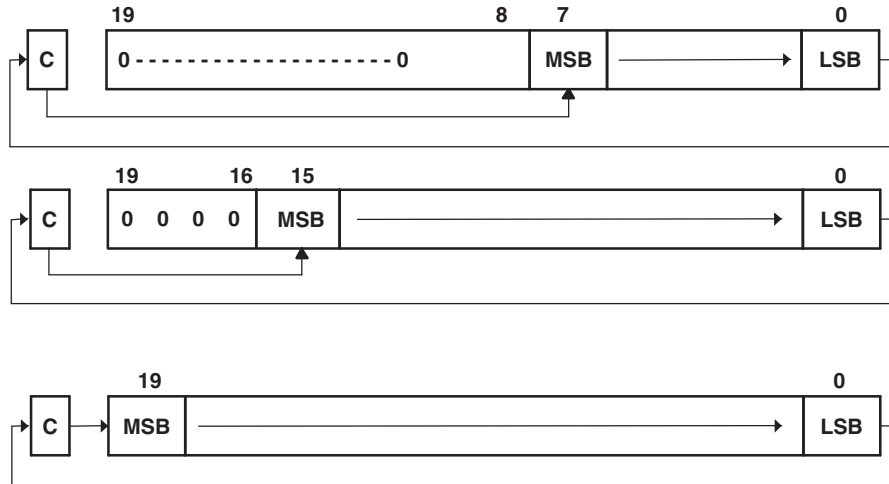 19 8 7 0
C 0 - - - - - - - - - - - - - - - - - - - - 0 MSB LSB
19 16 15 0
C 0 0 0 0 MSB LSB
19 0
C MSB LSB